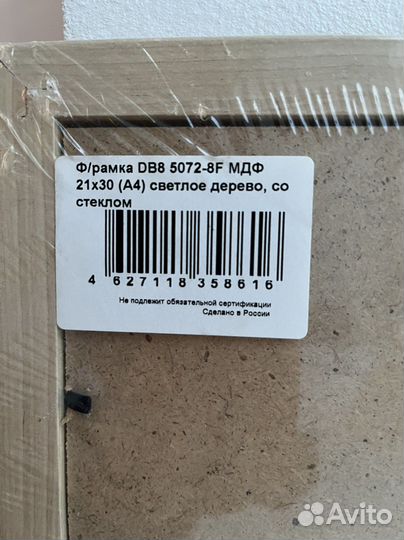 Ф/рамка DB8 5072-8F МДФ
21х30 (А4) светлое дерево, со
стеклом
4 627118 358616
Не подлежит обязательной сертификации
Сделано в России
Avito